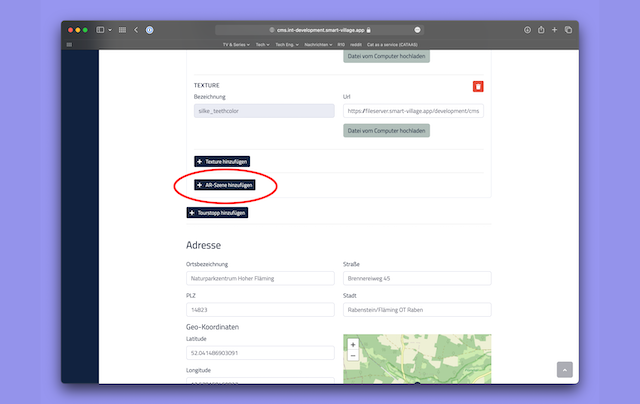 cms.int-development.smart-village.app
TV & Series Tech Tech Eng. Nachrichten RSS reddit Cat as a service (CATAAS)
Datei vom Computer hochladen
TEXTURE
Bezeichnung Url
silke_teethcolor https://fileserver.smart-village.app/development/cms
Datei vom Computer hochladen
+ Texture hinzufügen
+ AR-Szene hinzufügen
+ Tourstopp hinzufügen
Adresse
Ortsbezeichnung Straße
Naturparkzentrum Hoher Fläming Brennereiweg 45
PLZ Stadt
14823 Rabenstein/Fläming OT Raben
Geo-Koordinaten
Latitude
52.0414869030​91
Longitude